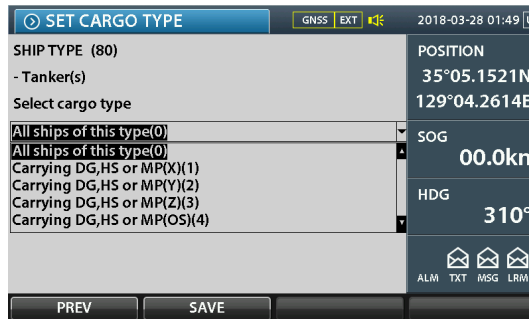 SET CARGO TYPE
GNSS EXT
2018-03-28 01:49
SHIP TYPE (80)
- Tanker(s)
Select cargo type
All ships of this type(0)
All ships of this type(0)
Carrying DG,HS or MP(X)(1)
Carrying DG,HS or MP(Y)(2)
Carrying DG,HS or MP(Z)(3)
Carrying DG,HS or MP(OS)(4)
POSITION
35°05.1521N
129°04.2614E
SOG
00.0kn
HDG
310°
ALM TXT MSG LRM
PREV SAVE